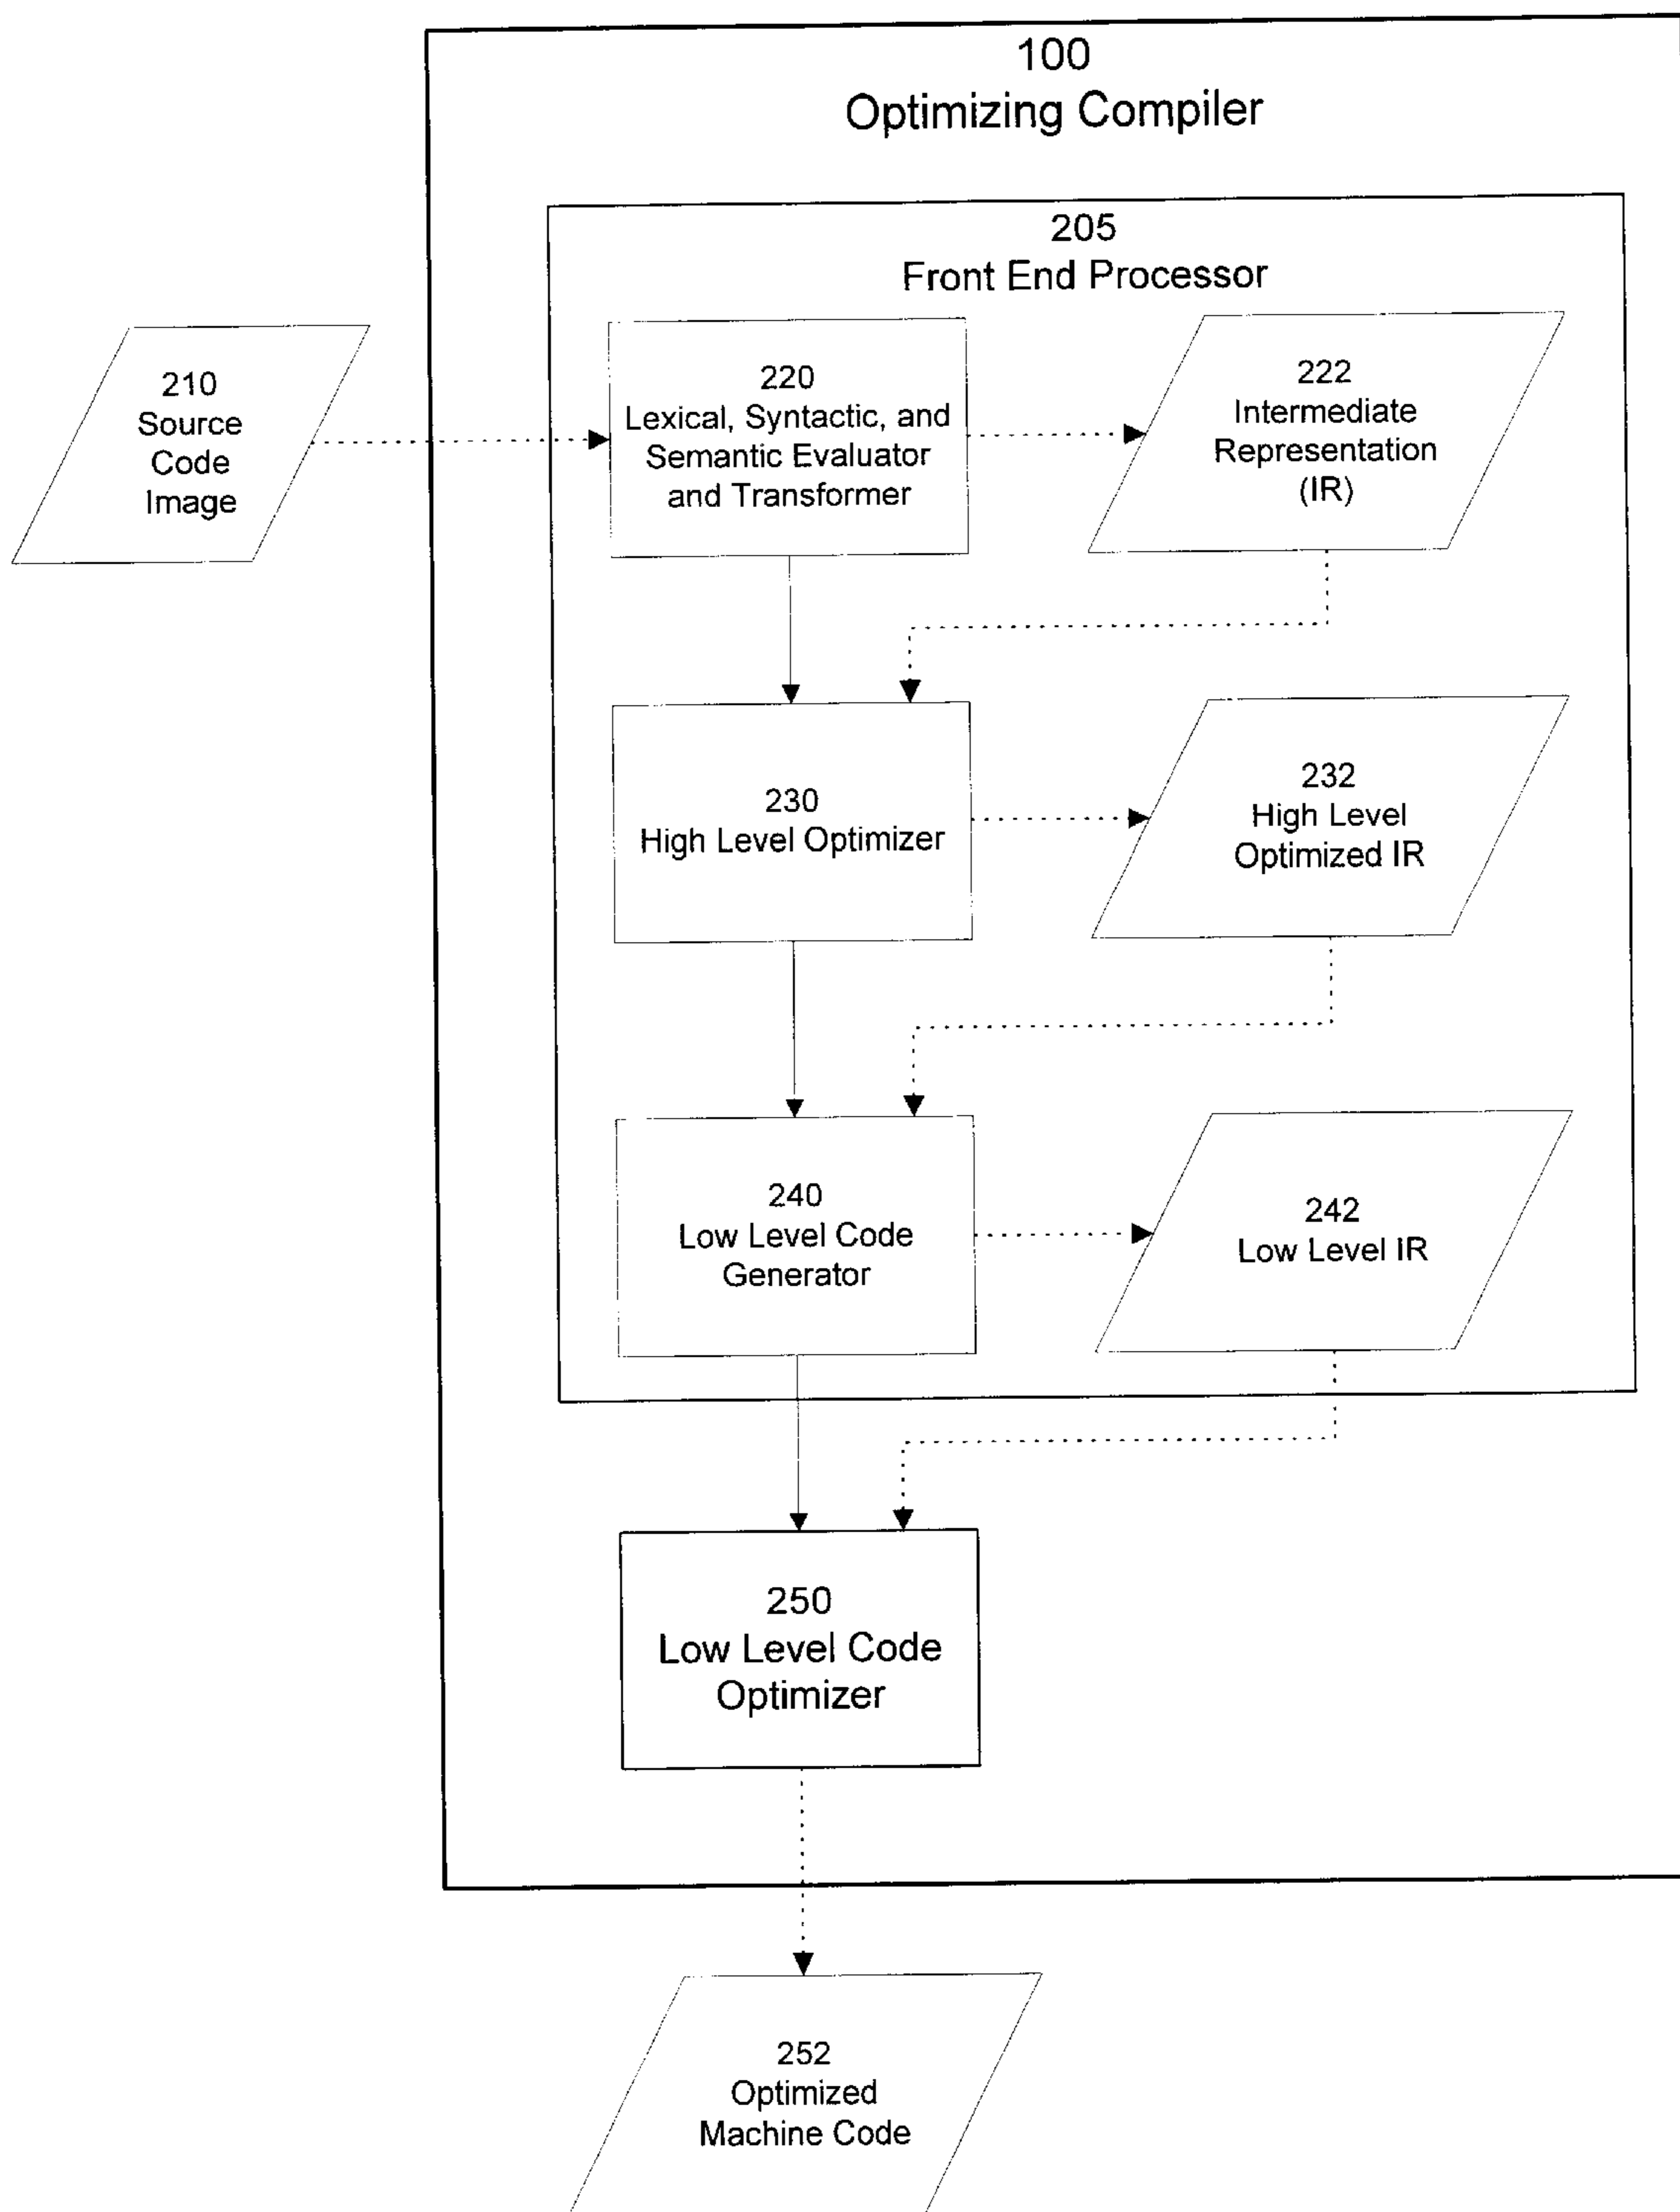 100
Optimizing Compiler
205
Front End Processor
210
Source
Code
Image
220
Lexical, Syntactic, and
Semantic Evaluator
and Transformer
222
Intermediate
Representation
(IR)
230
High Level Optimizer
232
High Level
Optimized IR
240
Low Level Code
Generator
242
Low Level IR
250
Low Level Code
Optimizer
252
Optimized
Machine Code